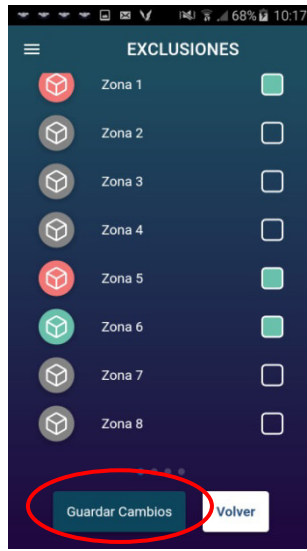 68% 10:17
EXCLUSIONES
Zona 1
Zona 2
Zona 3
Zona 4
Zona 5
Zona 6
Zona 7
Zona 8
Guardar Cambios Volver